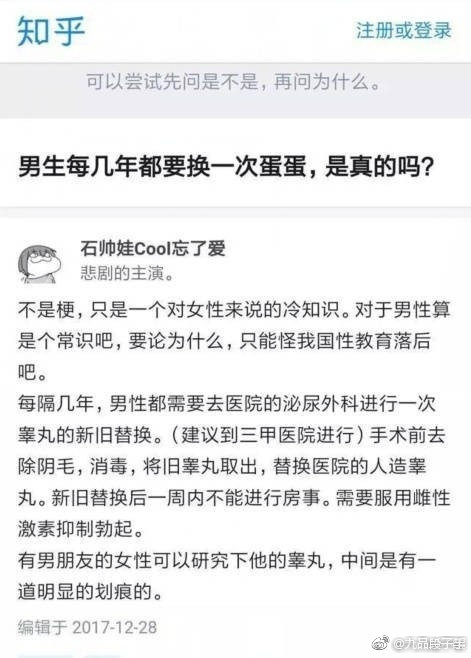 知乎
注册或登录
可以尝试先问是不是，再问为什么。
男生每几年都要换一次蛋蛋，是真的吗？
石帅娃Cool忘了爱
悲剧的主演。
不是梗，只是一个对女性来说的冷知识。对于男性算
是个常识吧，要论为什么，只能怪我国性教育落后
吧。
每隔几年，男性都需要去医院的泌尿外科进行一次
睾丸的新旧替换。（建议到三甲医院进行）手术前去
除阴毛，消毒，将旧睾丸取出，替换医院的人造睾
丸。新旧替换后一周内不能进行房事。需要服用雌性
激素抑制勃起。
有男朋友的女性可以研究下他的睾丸，中间是有一
道明显的划痕的。
编辑于 2017-12-28
@九品段子组